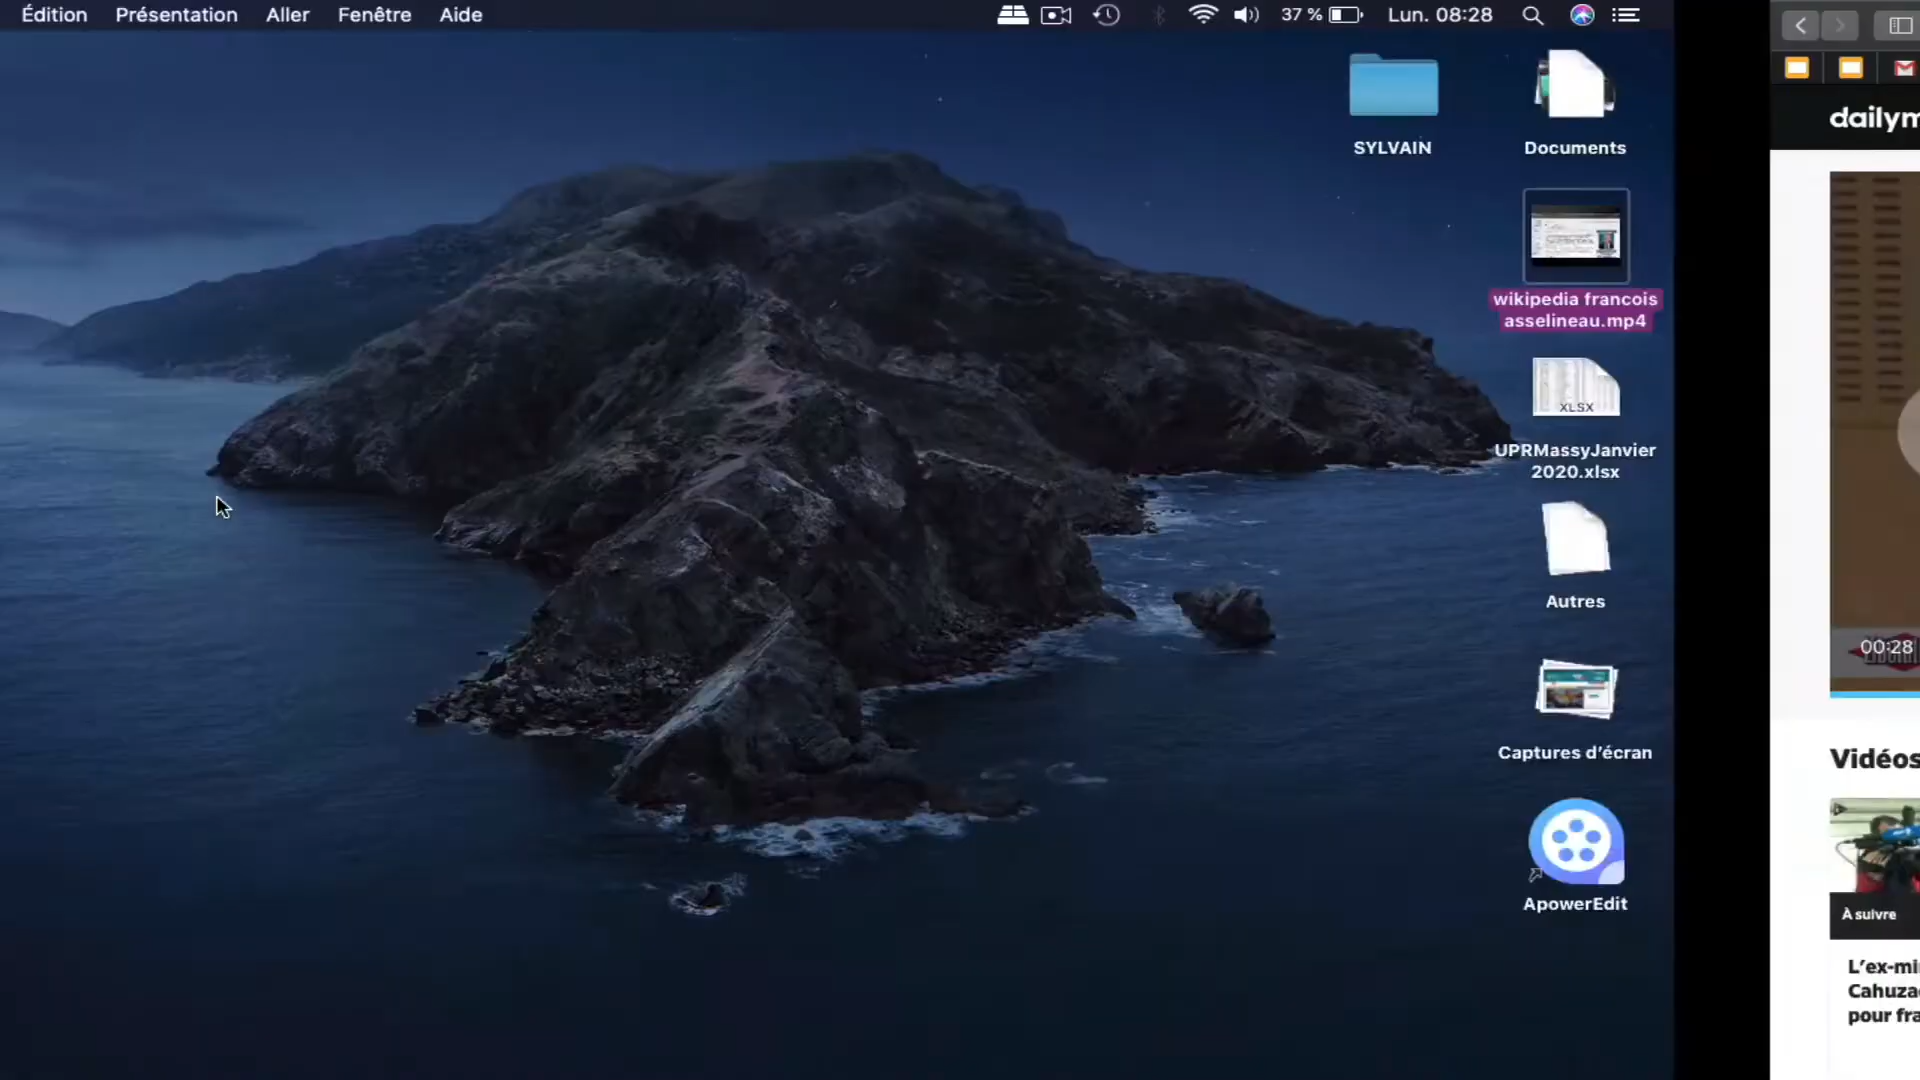 Édition Présentation Aller Fenêtre Aide 37 % Lun. 08:28
SYLVAIN
Documents
wikipedia francois
asselineau.mp4
XLSX
UPRMassyJanvier
2020.xlsx
Autres
Captures d’écran
ApowerEdit
dailym
00:28
Vidéos
À suivre
L’ex-mi
Cahuza
pour fra